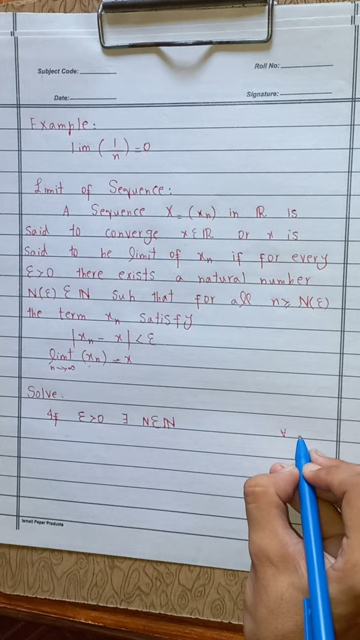 Subject Code:
Roll No:
Date:
Signature:
Example:
lim (1/n) = 0
Limit of Sequence:
A Sequence X = (xn) in ℝ is
said to converge x∈ℝ or x is
said to be limit of xn if for every
ε>0 there exists a natural number
N(ε) ∈ ℕ suh that for all n ≥ N(ε)
the term xn satisfy
|xn - x| < ε
limt (xn) = x
n→∞
Solve.
If ε>0 ∃ N∈ℕ
Ismail Paper Products